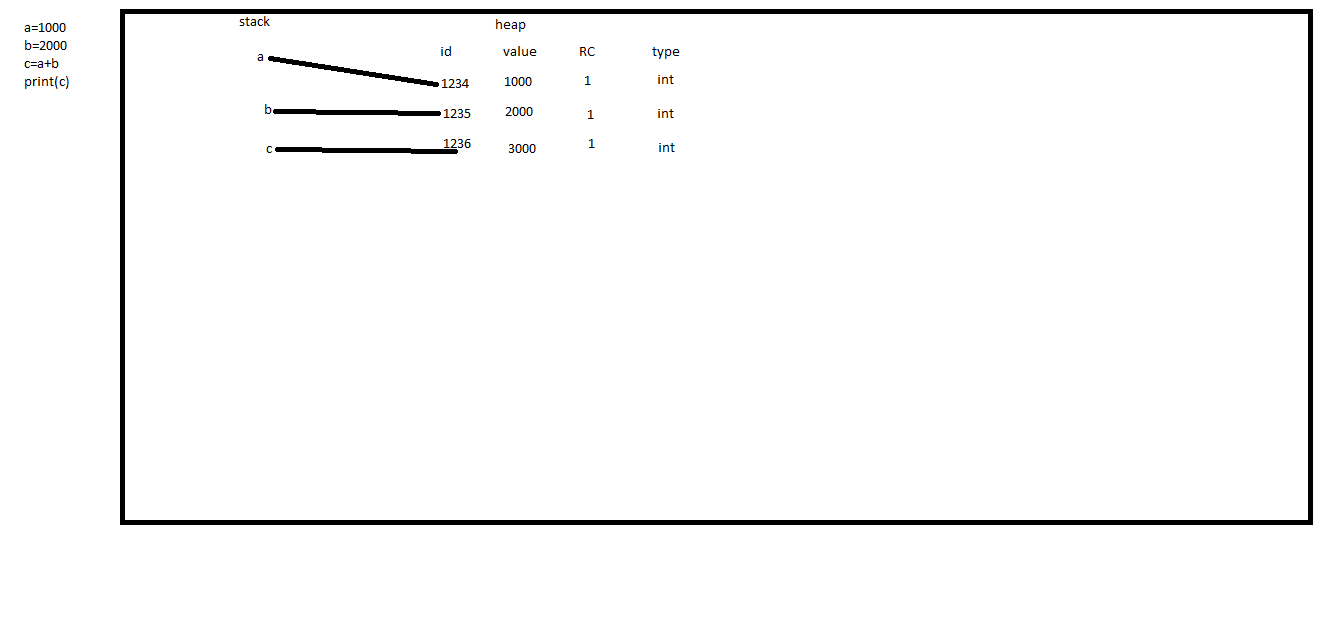 a=1000
b=2000
c=a+b
print(c)
stack heap
id value RC type
a 1234 1000 1 int
b 1235 2000 1 int
c 1236 3000 1 int